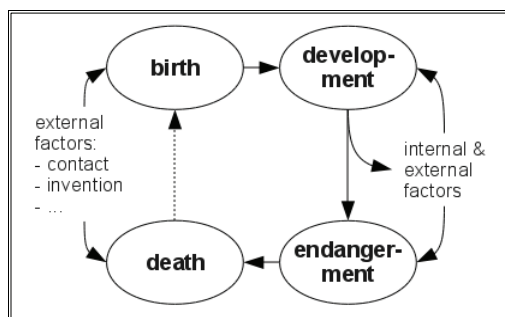 birth
develop-
ment
external
factors:
- contact
- invention
- ...
internal &
external
factors
death
endanger-
ment